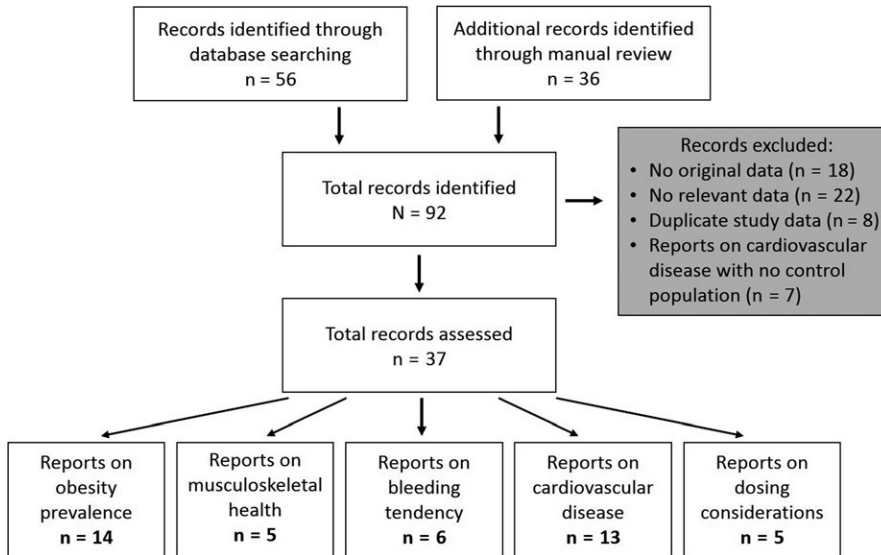 Records identified through
database searching
n = 56
Additional records identified
through manual review
n = 36
Total records identified
N = 92
Records excluded:
• No original data (n = 18)
• No relevant data (n = 22)
• Duplicate study data (n = 8)
• Reports on cardiovascular
disease with no control
population (n = 7)
Total records assessed
n = 37
Reports on
obesity
prevalence
n = 14
Reports on
musculoskeletal
health
n = 5
Reports on
bleeding
tendency
n = 6
Reports on
cardiovascular
disease
n = 13
Reports on
dosing
considerations
n = 5